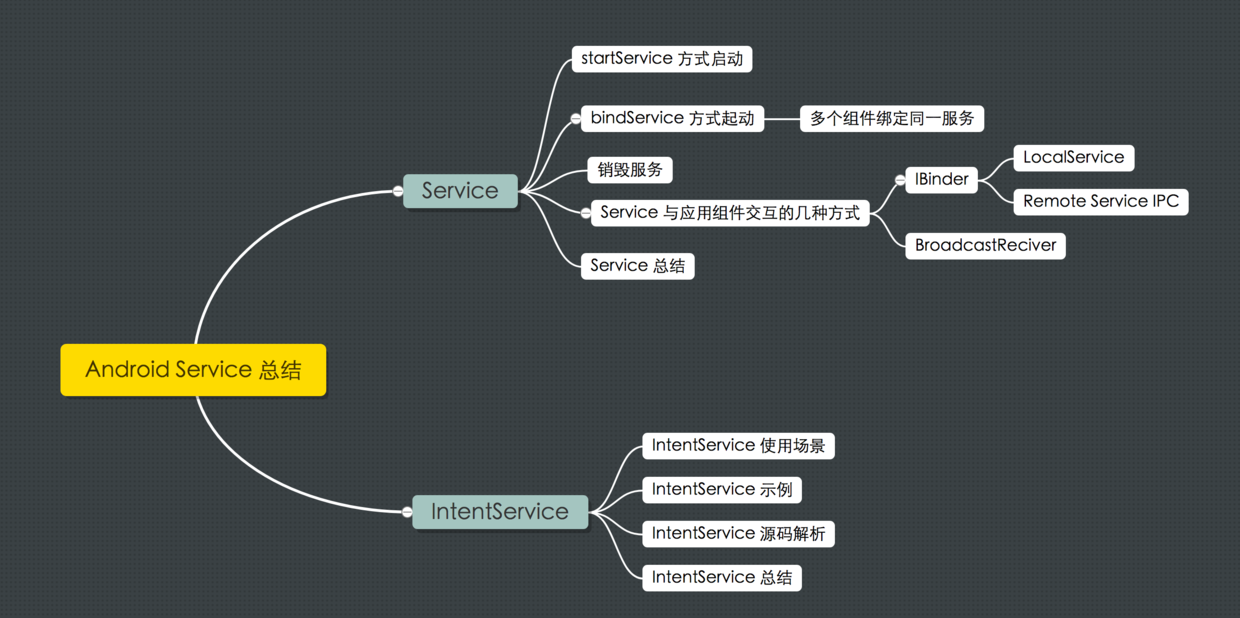 startService 方式启动
bindService 方式起动
多个组件绑定同一服务
销毁服务
Service
Service 与应用组件交互的几种方式
IBinder
LocalService
Remote Service IPC
BroadcastReciver
Service 总结
Android Service 总结
IntentService
IntentService 使用场景
IntentService 示例
IntentService 源码解析
IntentService 总结